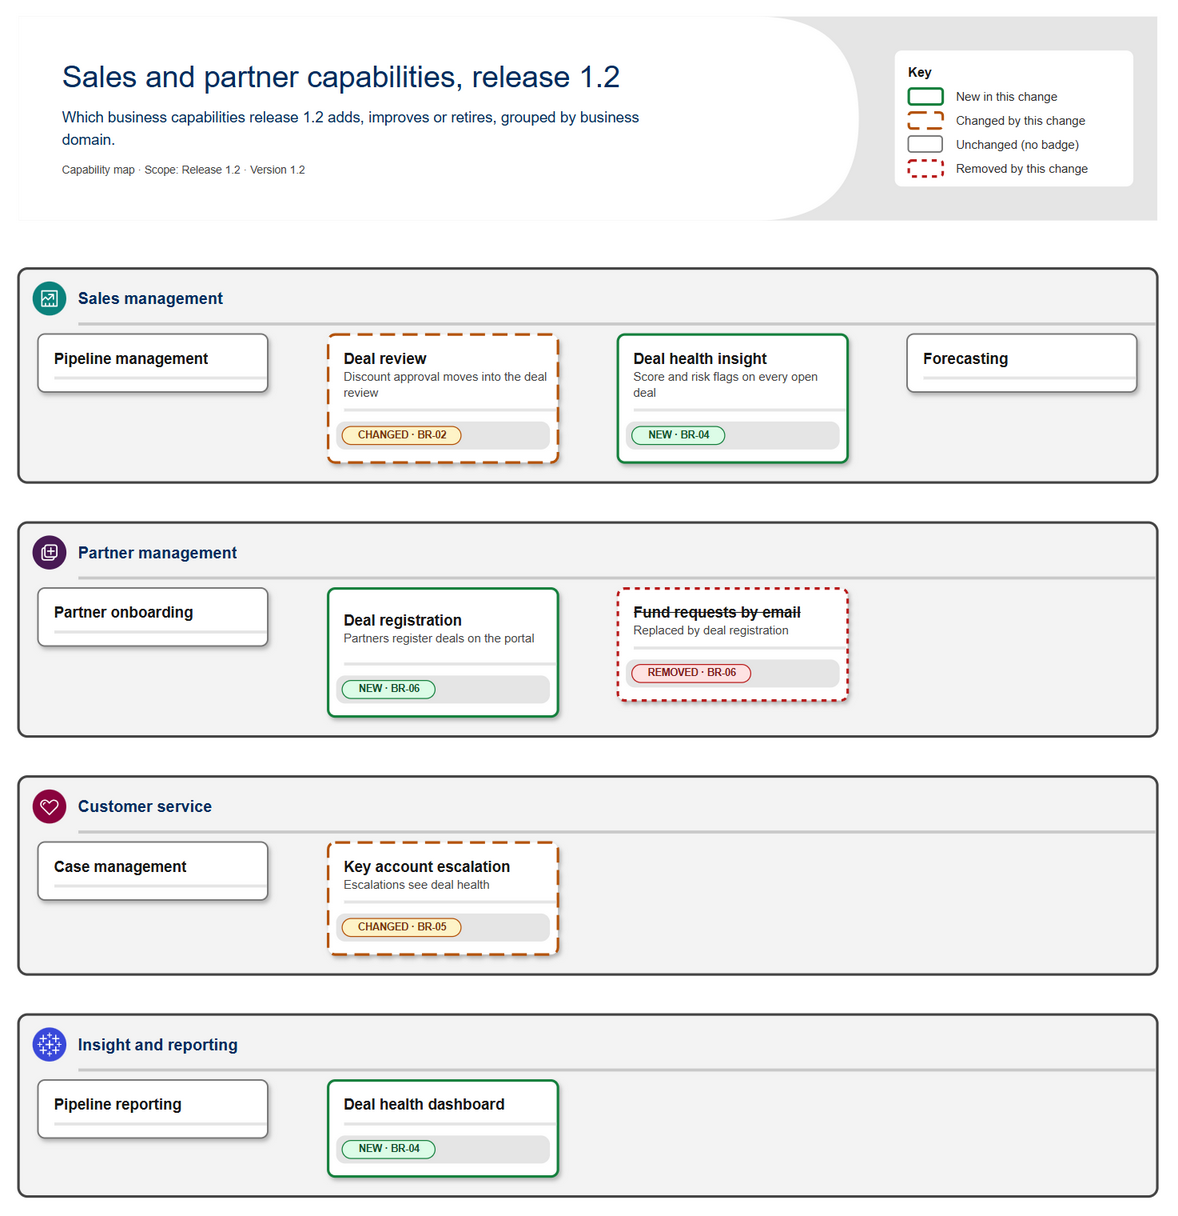 Sales and partner capabilities, release 1.2
Which business capabilities release 1.2 adds, improves or retires, grouped by business
domain.
Capability map · Scope: Release 1.2 · Version 1.2
Key
New in this change
Changed by this change
Unchanged (no badge)
Removed by this change
Sales management
Pipeline management
Deal review
Discount approval moves into the deal
review
CHANGED · BR-02
Deal health insight
Score and risk flags on every open
deal
NEW · BR-04
Forecasting
Partner management
Partner onboarding
Deal registration
Partners register deals on the portal
NEW · BR-06
Fund requests by email
Replaced by deal registration
REMOVED · BR-06
Customer service
Case management
Key account escalation
Escalations see deal health
CHANGED · BR-05
Insight and reporting
Pipeline reporting
Deal health dashboard
NEW · BR-04